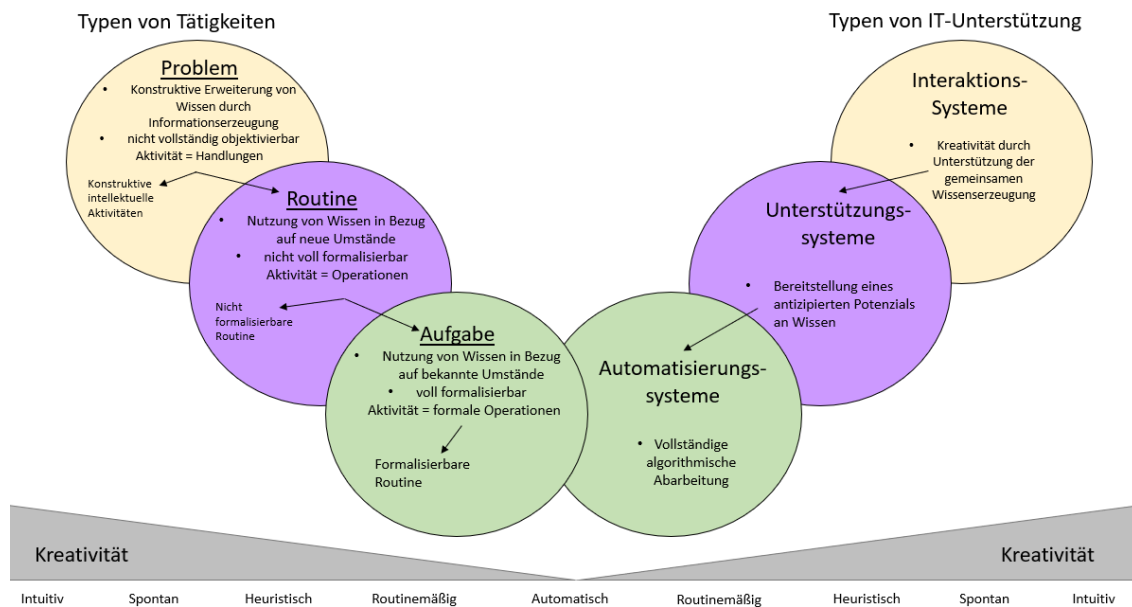 Typen von Tätigkeiten
Problem
• Konstruktive Erweiterung von
Wissen durch
Informationserzeugung
• nicht vollständig objektivierbar
Aktivität = Handlungen
Konstruktive
intellektuelle
Aktivitäten
Routine
• Nutzung von Wissen in Bezug
auf neue Umstände
• nicht voll formalisierbar
Aktivität = Operationen
Nicht
formalisierbare
Routine
Aufgabe
• Nutzung von Wissen in Bezug
auf bekannte Umstände
• voll formalisierbar
Aktivität = formale Operationen
Formalisierbare
Routine
Typen von IT-Unterstützung
Interaktions-
Systeme
• Kreativität durch
Unterstützung der
gemeinsamen
Wissenserzeugung
Unterstützungs-
systeme
• Bereitstellung eines
antizipierten Potenzials
an Wissen
Automatisierungs-
systeme
• Vollständige
algorithmische
Abarbeitung
Kreativität
Kreativität
Intuitiv Spontan Heuristisch Routinemäßig Automatisch Routinemäßig Heuristisch Spontan Intuitiv